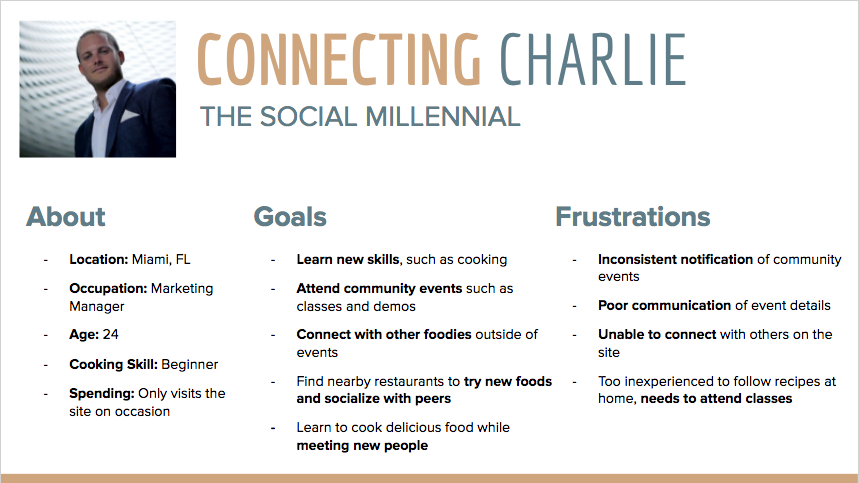 CONNECTING CHARLIE
THE SOCIAL MILLENNIAL
About
- Location: Miami, FL
- Occupation: Marketing
Manager
- Age: 24
- Cooking Skill: Beginner
- Spending: Only visits the
site on occasion
Goals
- Learn new skills, such as cooking
- Attend community events such as
classes and demos
- Connect with other foodies outside of
events
- Find nearby restaurants to try new foods
and socialize with peers
- Learn to cook delicious food while
meeting new people
Frustrations
- Inconsistent notification of community
events
- Poor communication of event details
- Unable to connect with others on the
site
- Too inexperienced to follow recipes at
home, needs to attend classes